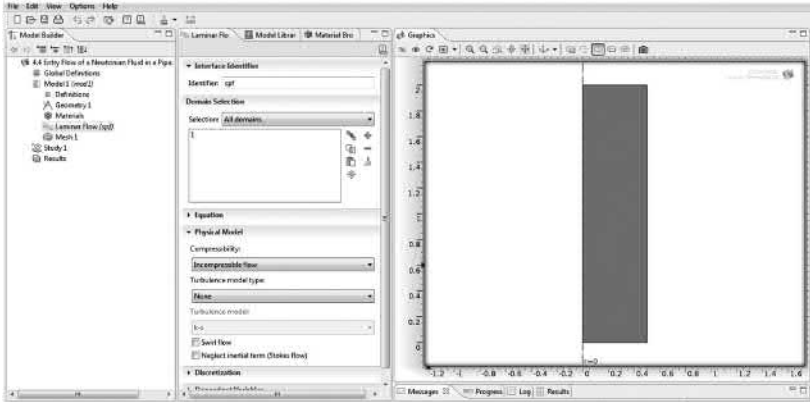 File Edit View Options Help
Model Builder
4.4 Entry Flow of a Newtonian Fluid in a Pipe
Global Definitions
Model 1 (mod1)
Definitions
Geometry 1
Materials
Laminar Flow (spf)
Mesh 1
Study 1
Results
Laminar Flo
Model Librar
Material Bro
Interface Identifier
Identifier: spf
Domain Selection
Selection: All domains
1
Equation
Physical Model
Compressibility:
Incompressible flow
Turbulence model type:
None
Turbulence model:
k-ε
Swirl flow
Neglect inertial term (Stokes flow)
Discretization
Dependent Variables
Graphics
2
1.8
1.6
1.4
1.2
1
0.8
0.6
0.4
0.2
0
r=0
-1.2 -1 -0.8 -0.6 -0.4 -0.2 0 0.2 0.4 0.6 0.8 1 1.2 1.4 1.6
Messages Progress Log Results